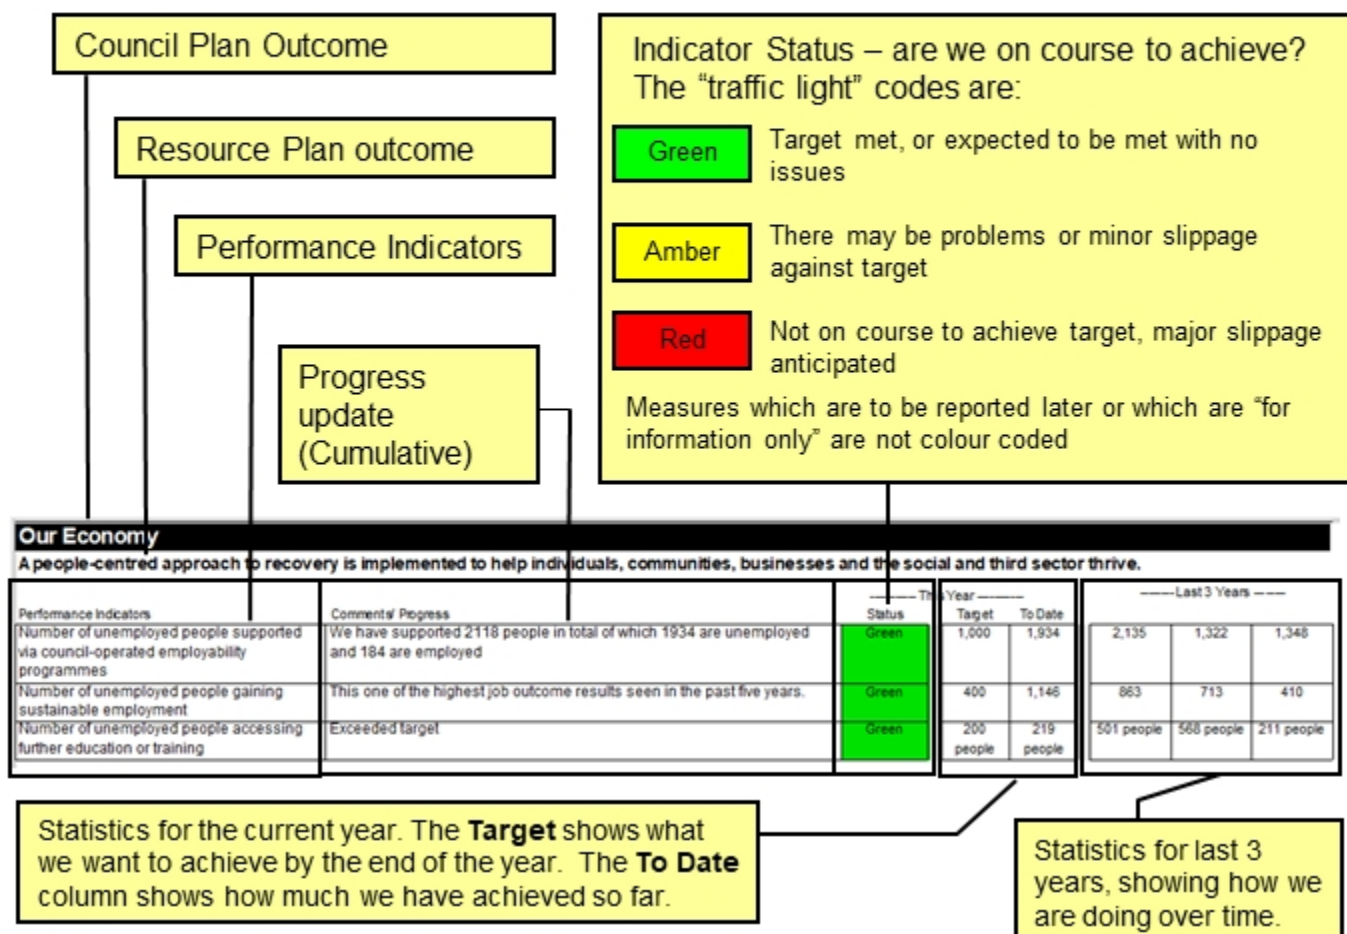 Council Plan Outcome
Resource Plan outcome
Performance Indicators
Progress
update
(Cumulative)
Indicator Status – are we on course to achieve?
The “traffic light” codes are:
Green
Target met, or expected to be met with no
issues
Amber
There may be problems or minor slippage
against target
Red
Not on course to achieve target, major slippage
anticipated
Measures which are to be reported later or which are “for
information only” are not colour coded
Our Economy
A people-centred approach to recovery is implemented to help individuals, communities, businesses and the social and third sector thrive.
---------- This Year ----------
-------Last 3 Years ------
Performance Indicators Comments/ Progress Status Target To Date
Number of unemployed people supported
via council-operated employability
programmes
We have supported 2118 people in total of which 1934 are unemployed
and 184 are employed
Green 1,000 1,934 2,135 1,322 1,348
Number of unemployed people gaining
sustainable employment
This one of the highest job outcome results seen in the past five years.
Green 400 1,146 863 713 410
Number of unemployed people accessing
further education or training
Exceeded target
Green 200 people 219 people 501 people 568 people 211 people
Statistics for the current year. The Target shows what
we want to achieve by the end of the year. The To Date
column shows how much we have achieved so far.
Statistics for last 3
years, showing how we
are doing over time.